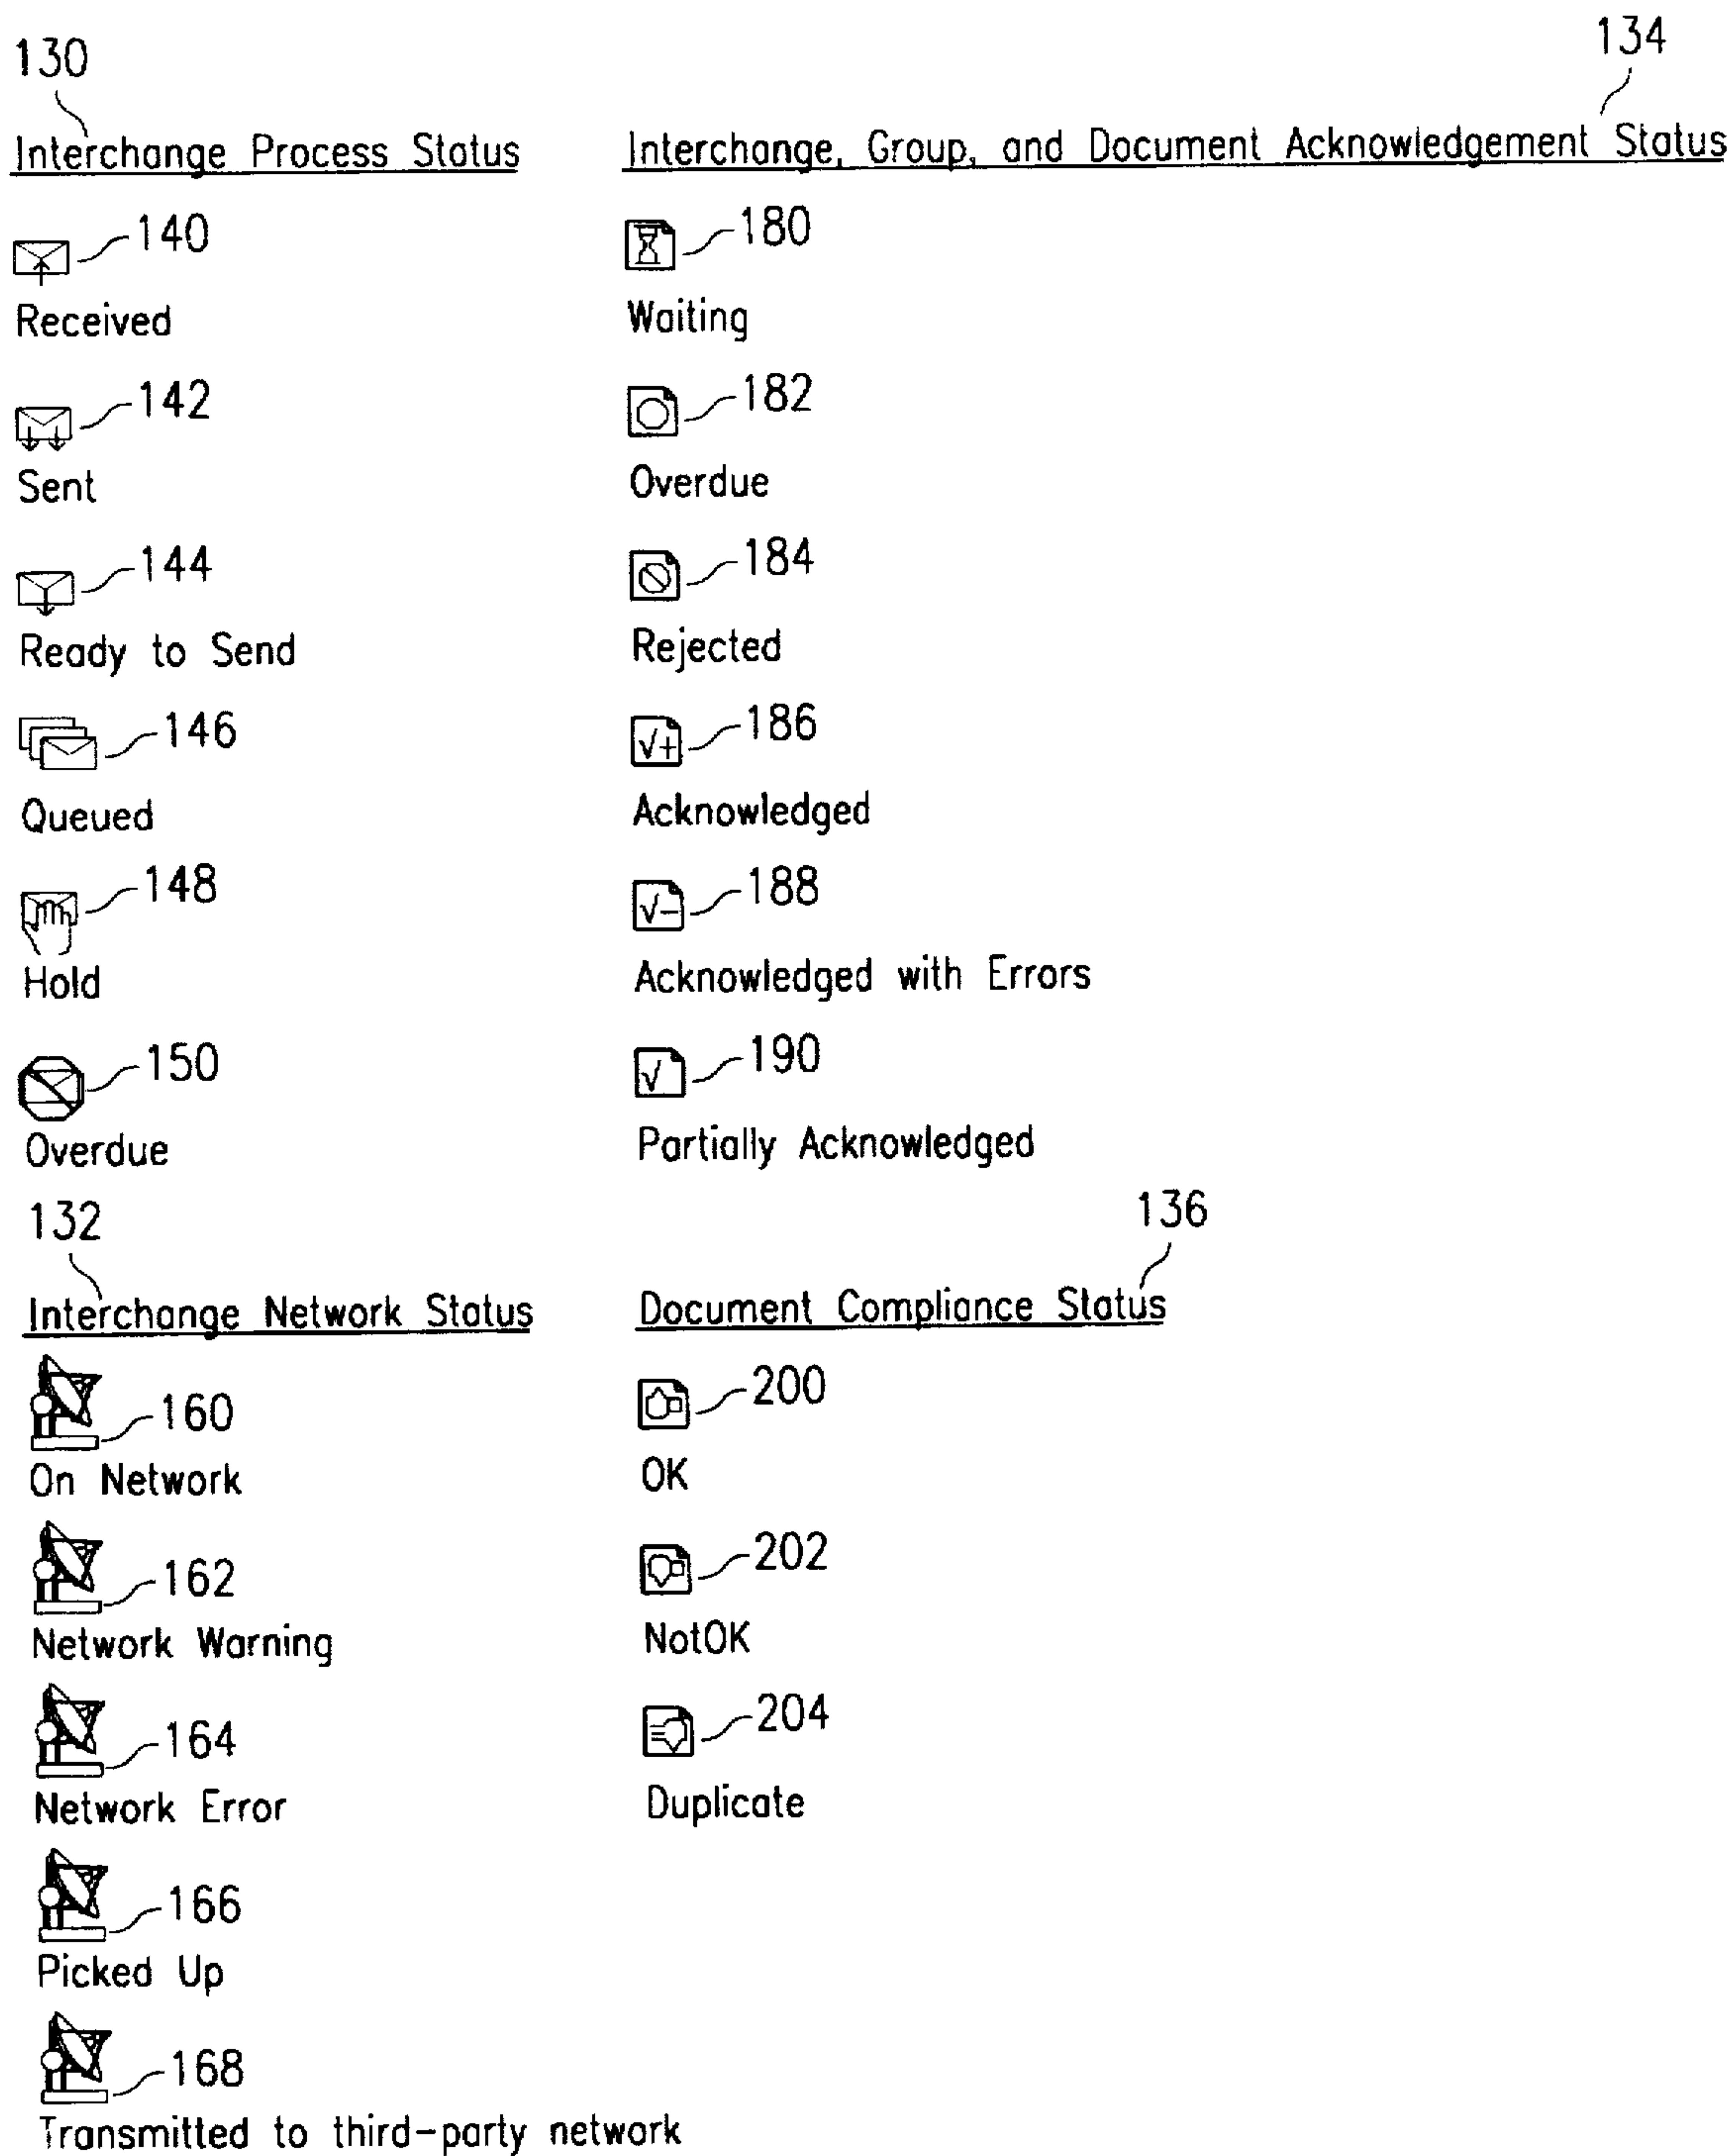 130
Interchange Process Status
140
Received
142
Sent
144
Ready to Send
146
Queued
148
Hold
150
Overdue
134
Interchange, Group, and Document Acknowledgement Status
180
Waiting
182
Overdue
184
Rejected
186
√+
Acknowledged
188
√−
Acknowledged with Errors
190
√
Partially Acknowledged
132
Interchange Network Status
160
On Network
162
Network Warning
164
Network Error
166
Picked Up
168
Transmitted to third-party network
136
Document Compliance Status
200
OK
202
NotOK
204
Duplicate